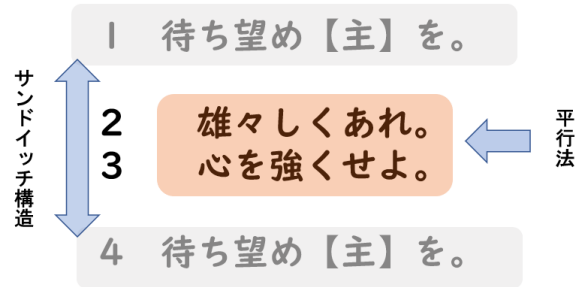 1 待ち望め【主】を。
2 雄々しくあれ。
3 心を強くせよ。
4 待ち望め【主】を。
サンドイッチ構造
平行法